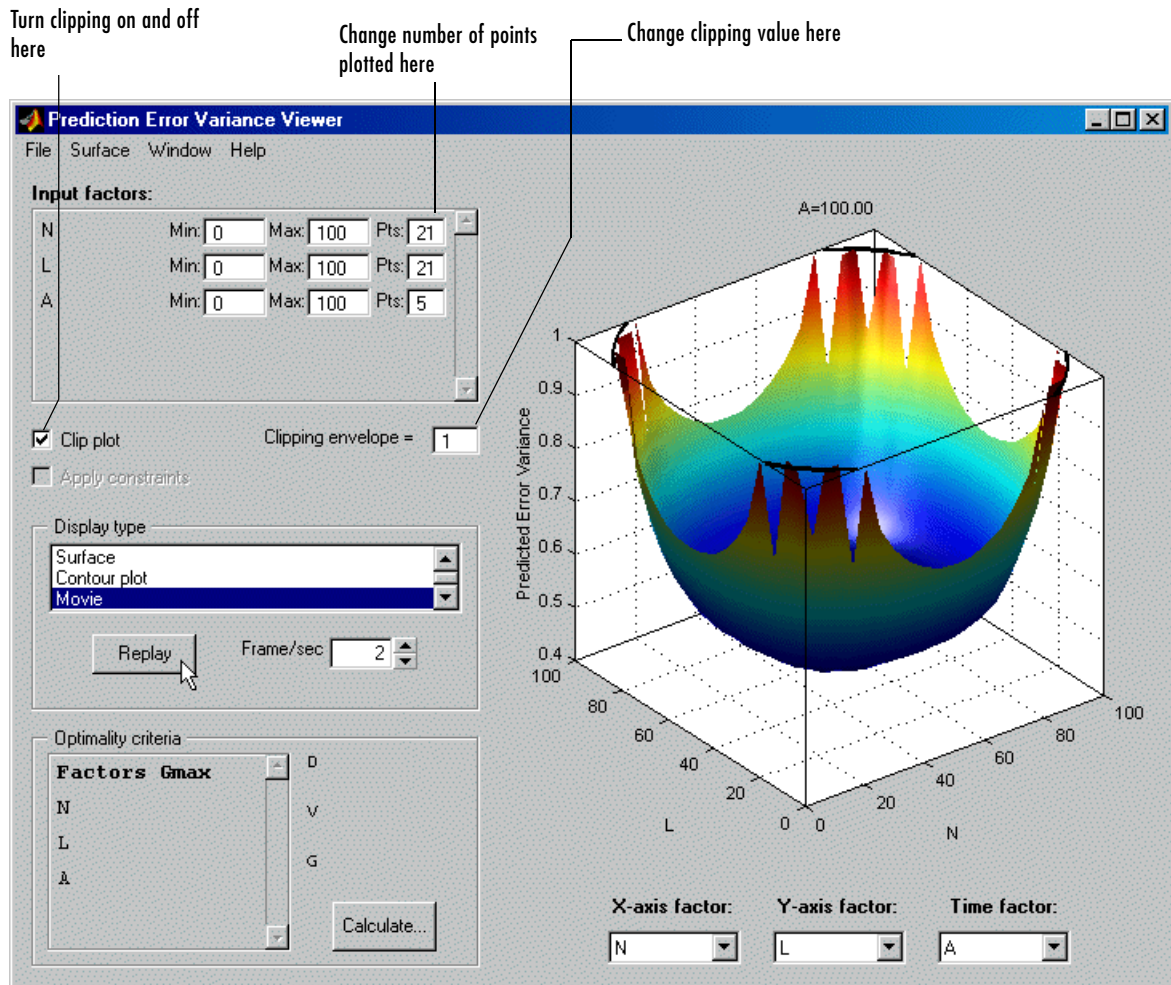 Turn clipping on and off
here
Change number of points
plotted here
Change clipping value here
Prediction Error Variance Viewer
File Surface Window Help
Input factors:
N Min: 0 Max: 100 Pts: 21
L Min: 0 Max: 100 Pts: 21
A Min: 0 Max: 100 Pts: 5
Clip plot Clipping envelope = 1
Apply constraints
Display type
Surface
Contour plot
Movie
Replay Frame/sec 2
Optimality criteria
Factors Gmax
N
L
A
D
V
G
Calculate...
A=100.00
Predicted Error Variance
1
0.9
0.8
0.7
0.6
0.5
0.4
100
80
60
40
20
0
L
0
20
40
60
80
100
N
X-axis factor: Y-axis factor: Time factor:
N L A